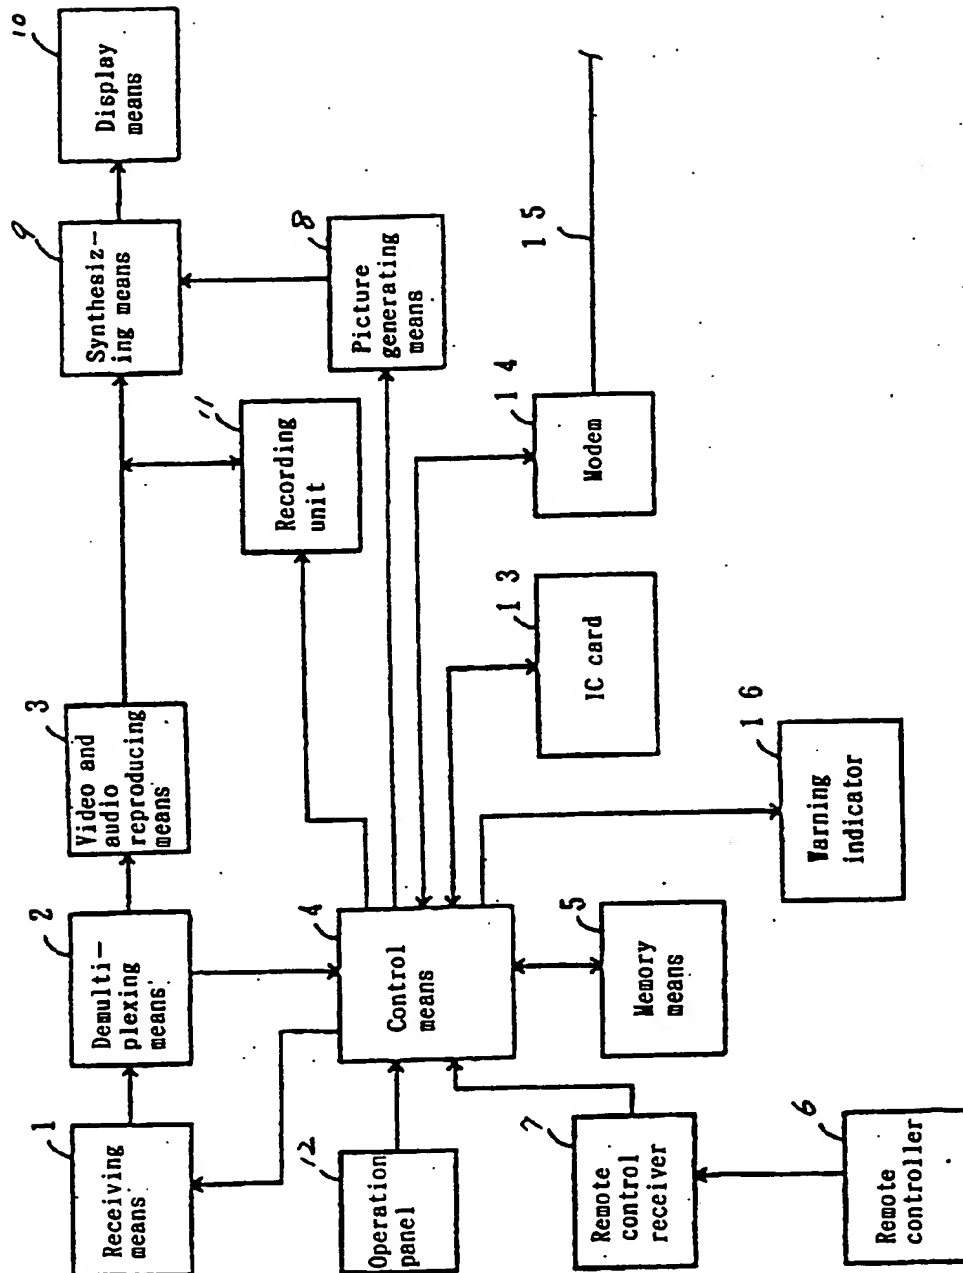 1
Receiving
means
2
Demulti-
plexing
means'
3
Video and
audio
reproducing
means
9
Synthesiz-
ing means
10
Display
means
11
Recording
unit
8
Picture
generating
means
12
Operation
panel
4
Control
means
7
Remote
control
receiver
6
Remote
controller
5
Memory
means
16
Warning
indicator
13
IC card
14
Modem
15